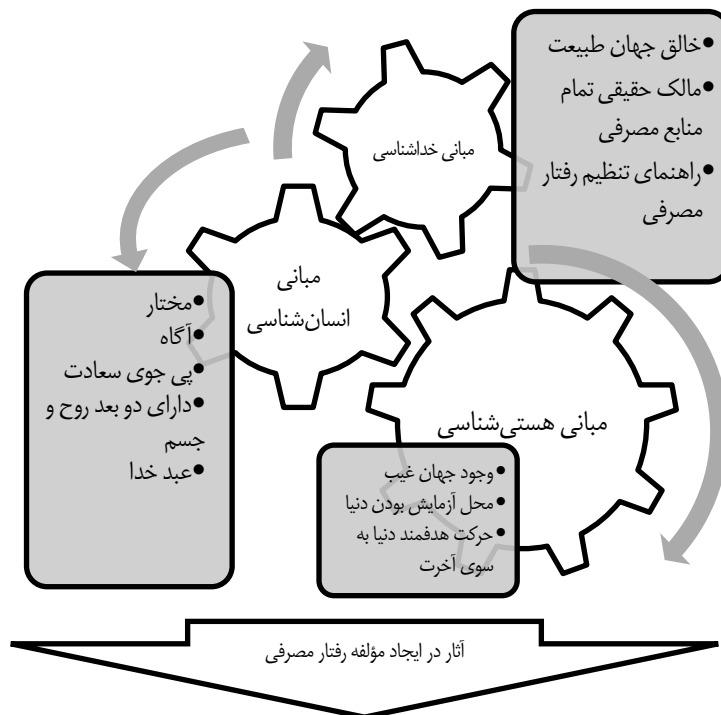 •خالق جهان طبیعت
•مالک حقیقی تمام
منابع مصرفی
•راهنمای تنظیم رفتار
مصرفی
مبانی خداشناسی
مبانی
انسان‌شناسی
•مختار
•آگاه
•پی جوی سعادت
•دارای دو بعد روح و
جسم
•عبد خدا
مبانی هستی‌شناسی
•وجود جهان غیب
•محل آزمایش بودن دنیا
•حرکت هدفمند دنیا به
سوی آخرت
آثار در ایجاد مؤلفه رفتار مصرفی